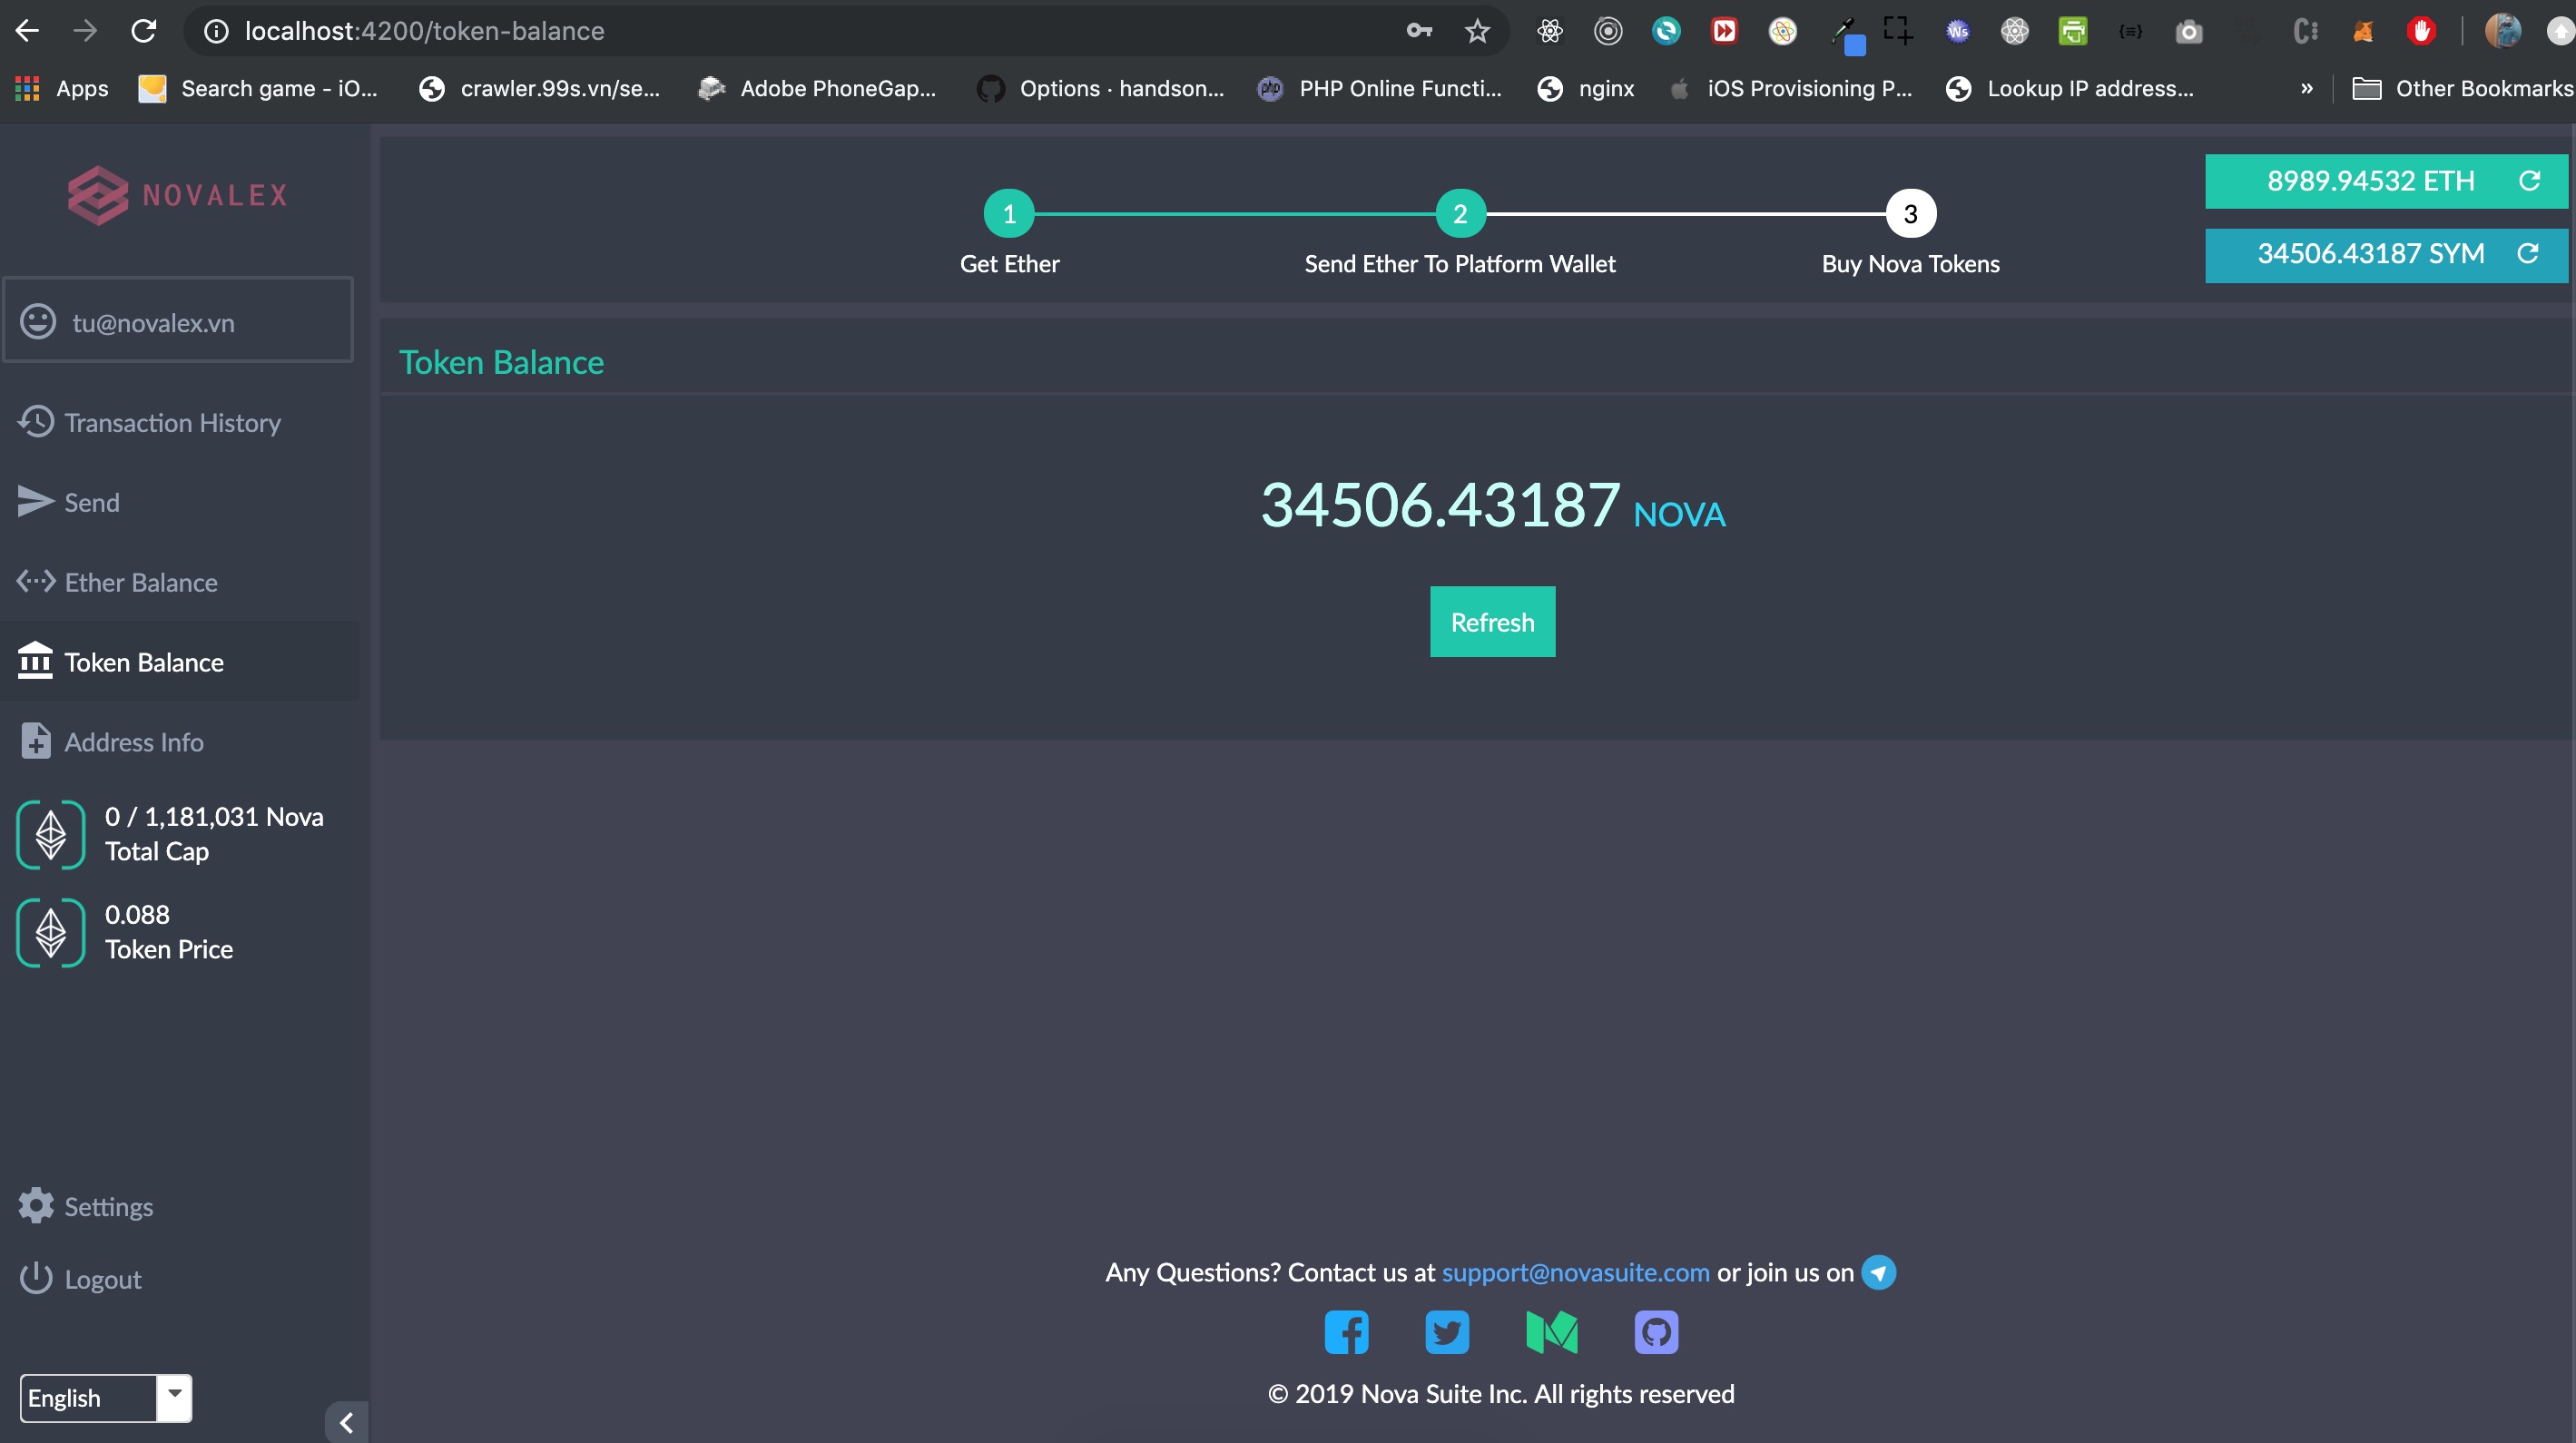 localhost:4200/token-balance
Apps
Search game - iO...
crawler.99s.vn/se...
Adobe PhoneGap...
Options · handson...
PHP Online Functi...
nginx
iOS Provisioning P...
Lookup IP address...
»
Other Bookmarks
NOVALEX
tu@novalex.vn
Transaction History
Send
Ether Balance
Token Balance
Address Info
0 / 1,181,031 Nova
Total Cap
0.088
Token Price
Settings
Logout
English
1
2
3
Get Ether
Send Ether To Platform Wallet
Buy Nova Tokens
8989.94532 ETH
34506.43187 SYM
Token Balance
34506.43187 NOVA
Refresh
Any Questions? Contact us at support@novasuite.com or join us on
© 2019 Nova Suite Inc. All rights reserved